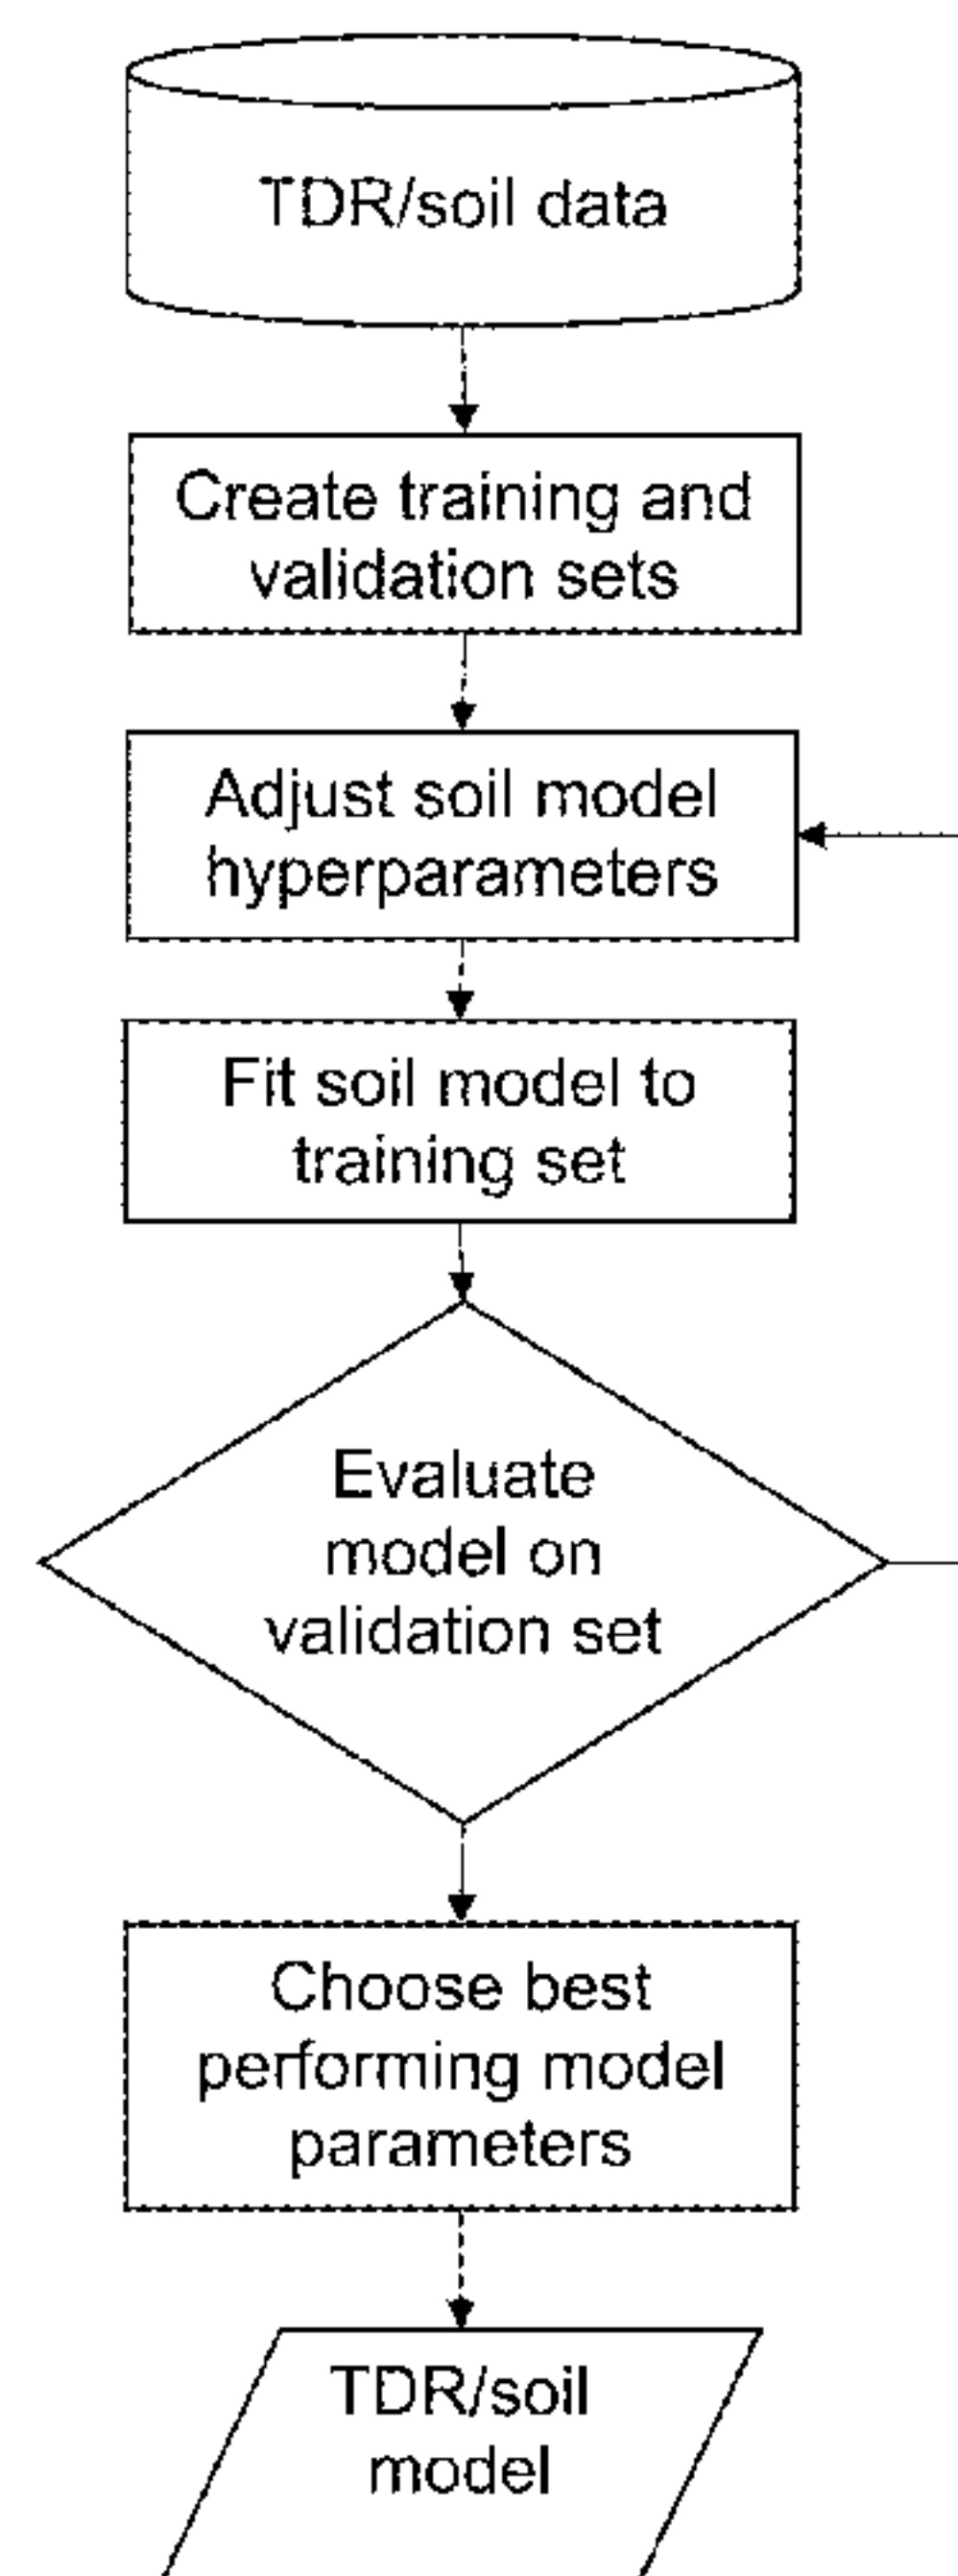 TDR/soil data
Create training and
validation sets
Adjust soil model
hyperparameters
Fit soil model to
training set
Evaluate
model on
validation set
Choose best
performing model
parameters
TDR/soil
model